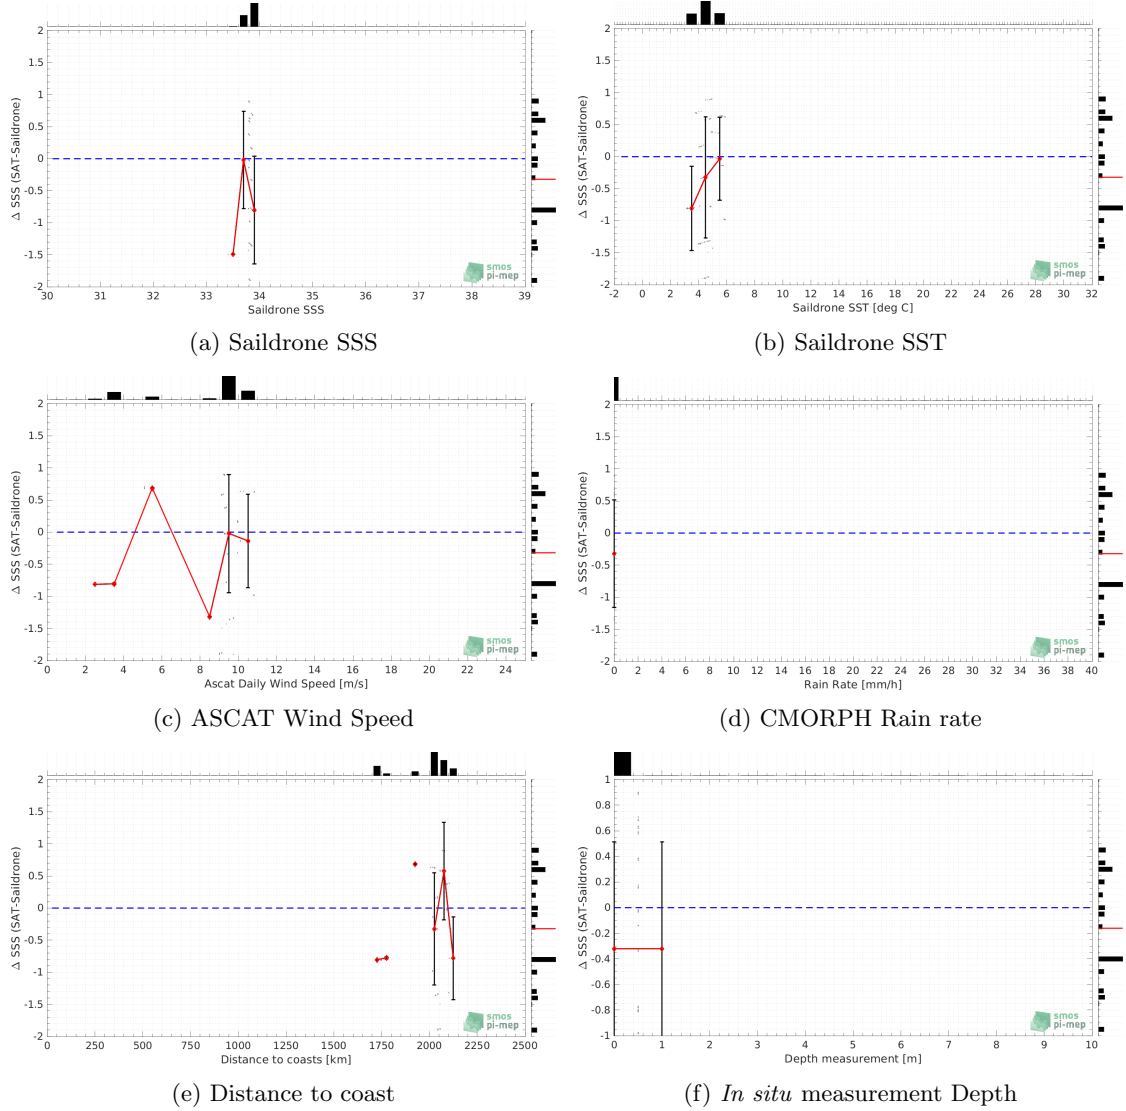 2
1.5
1
0.5
0
-0.5
-1
-1.5
-2
Δ SSS (SAT-Saildrone)
30 31 32 33 34 35 36 37 38 39
Saildrone SSS
smos
pi-mep
(a) Saildrone SSS
2
1.5
1
0.5
0
-0.5
-1
-1.5
-2
Δ SSS (SAT-Saildrone)
-2 0 2 4 6 8 10 12 14 16 18 20 22 24 26 28 30 32
Saildrone SST [deg C]
smos
pi-mep
(b) Saildrone SST
2
1.5
1
0.5
0
-0.5
-1
-1.5
-2
Δ SSS (SAT-Saildrone)
0 2 4 6 8 10 12 14 16 18 20 22 24
Ascat Daily Wind Speed [m/s]
smos
pi-mep
(c) ASCAT Wind Speed
2
1.5
1
0.5
0
-0.5
-1
-1.5
-2
Δ SSS (SAT-Saildrone)
0 2 4 6 8 10 12 14 16 18 20 22 24 26 28 30 32 34 36 38 40
Rain Rate [mm/h]
smos
pi-mep
(d) CMORPH Rain rate
2
1.5
1
0.5
0
-0.5
-1
-1.5
-2
Δ SSS (SAT-Saildrone)
0 250 500 750 1000 1250 1500 1750 2000 2250 2500
Distance to coasts [km]
smos
pi-mep
(e) Distance to coast
1
0.8
0.6
0.4
0.2
0
-0.2
-0.4
-0.6
-0.8
-1
Δ SSS (SAT-Saildrone)
0 1 2 3 4 5 6 7 8 9 10
Depth measurement [m]
smos
pi-mep
(f) In situ measurement Depth